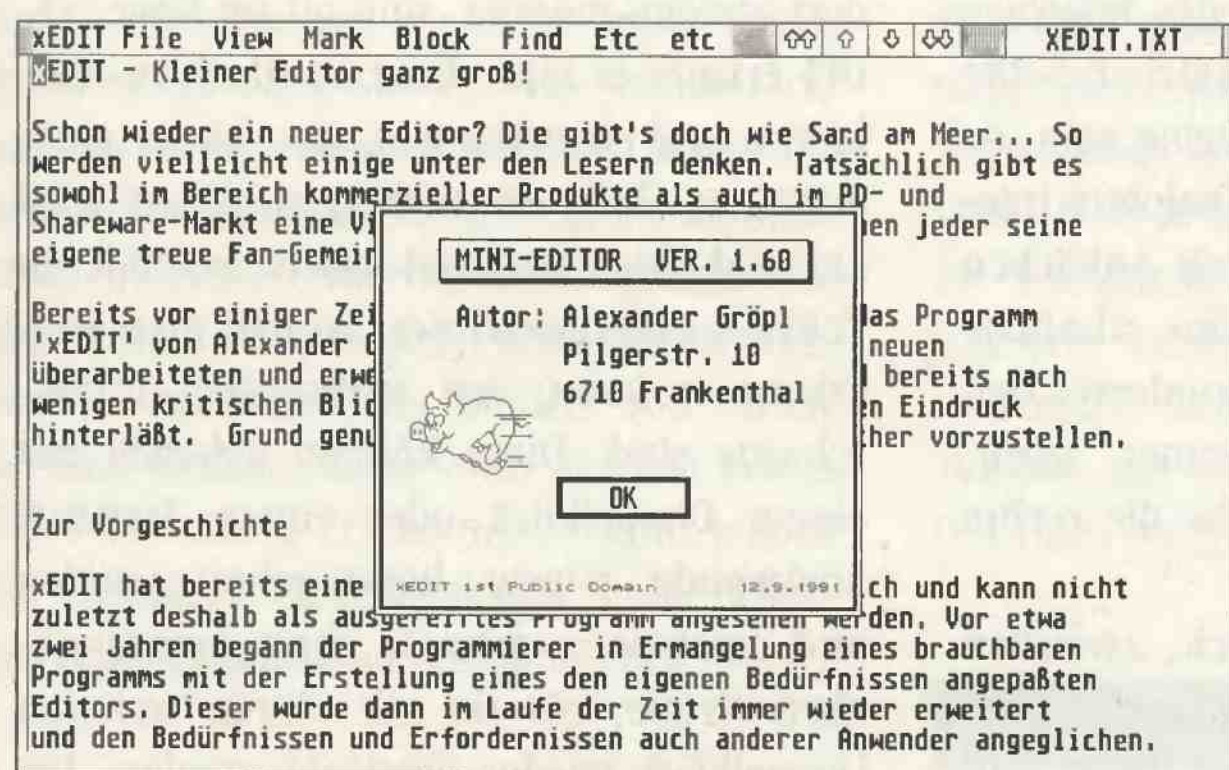 xEDIT File View Mark Block Find Etc etc XEDIT.TXT
xEDIT - Kleiner Editor ganz groß!
Schon wieder ein neuer Editor? Die gibt's doch wie Sand am Meer... So
werden vielleicht einige unter den Lesern denken. Tatsächlich gibt es
sowohl im Bereich kommerzieller Produkte als auch im PD- und
Shareware-Markt eine Vi
en jeder seine
eigene treue Fan-Gemein
Bereits vor einiger Zei
das Programm
'xEDIT' von Alexander G
neuen
überarbeiteten und erwe
bereits nach
wenigen kritischen Blic
en Eindruck
hinterläßt. Grund genu
cher vorzustellen.
MINI-EDITOR VER. 1.60
Autor: Alexander Gröpl
Pilgerstr. 10
6710 Frankenthal
OK
xEDIT ist Public Domain 12.9.1991
Zur Vorgeschichte
xEDIT hat bereits eine
ch und kann nicht
zuletzt deshalb als ausgereiftes Programm angesehen werden. Vor etwa
zwei Jahren begann der Programmierer in Ermangelung eines brauchbaren
Programms mit der Erstellung eines den eigenen Bedürfnissen angepaßten
Editors. Dieser wurde dann im Laufe der Zeit immer wieder erweitert
und den Bedürfnissen und Erfordernissen auch anderer Anwender angeglichen.